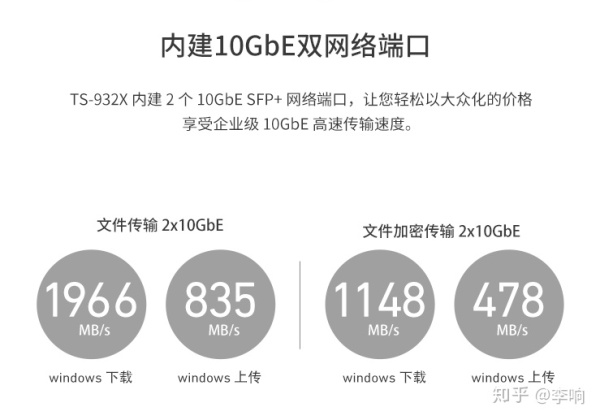 内建10GbE双网络端口
TS-932X 内建 2 个 10GbE SFP+ 网络端口，让您轻松以大众化的价格
享受企业级 10GbE 高速传输速度。
文件传输 2x10GbE
1966
MB/s
windows 下载
835
MB/s
windows 上传
文件加密传输 2x10GbE
1148
MB/s
windows 下载
478
MB/s
windows 上传
知乎 @李响